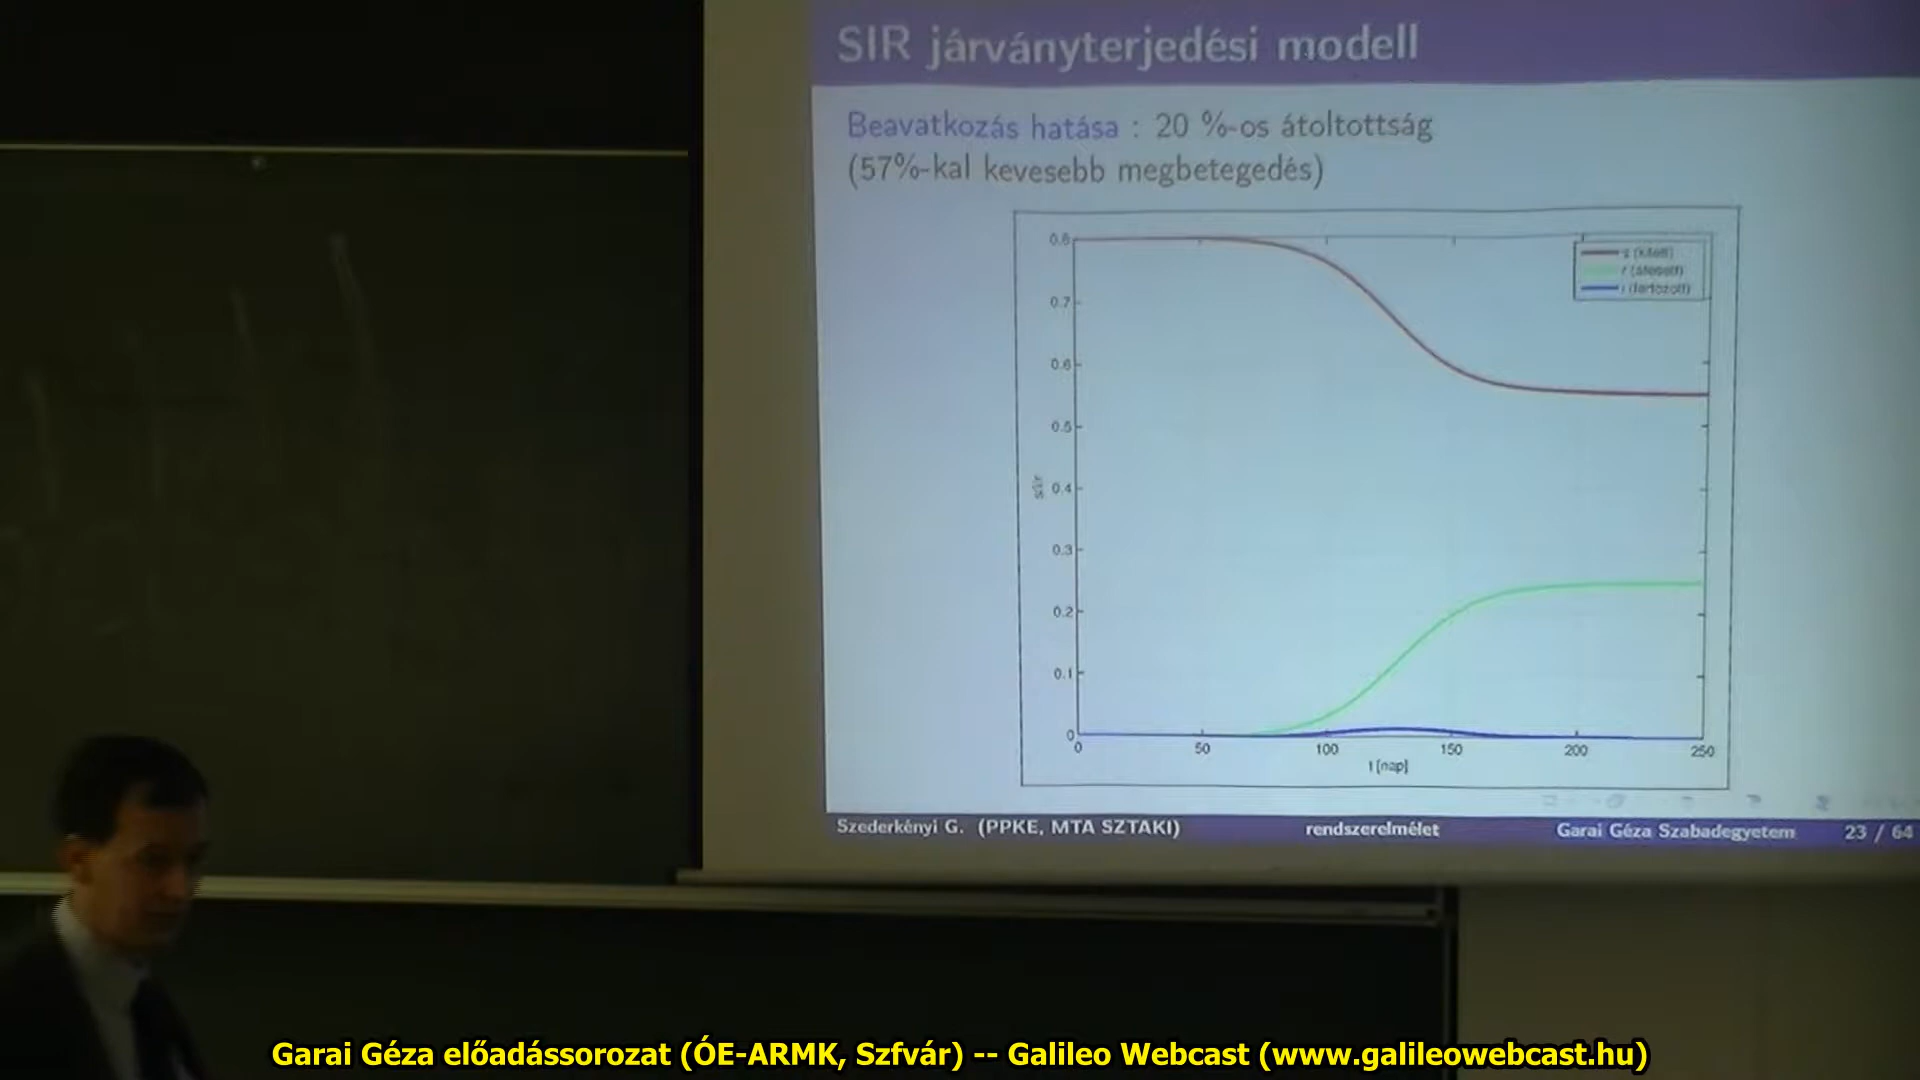 SIR járványterjedési modell
Beavatkozás hatása : 20 %-os átoltottság
(57%-kal kevesebb megbetegedés)
0.8
0.7
0.6
0.5
0.4
0.3
0.2
0.1
0
0 50 100 150 200 250
t [nap]
i (fertőzött)
Szederkényi G. (PPKE, MTA SZTAKI) rendszerelmélet Garai Géza Szabadegyetem 23 / 64
Garai Géza előadássorozat (ÓE-ARMK, Szfvár) -- Galileo Webcast (www.galileowebcast.hu)